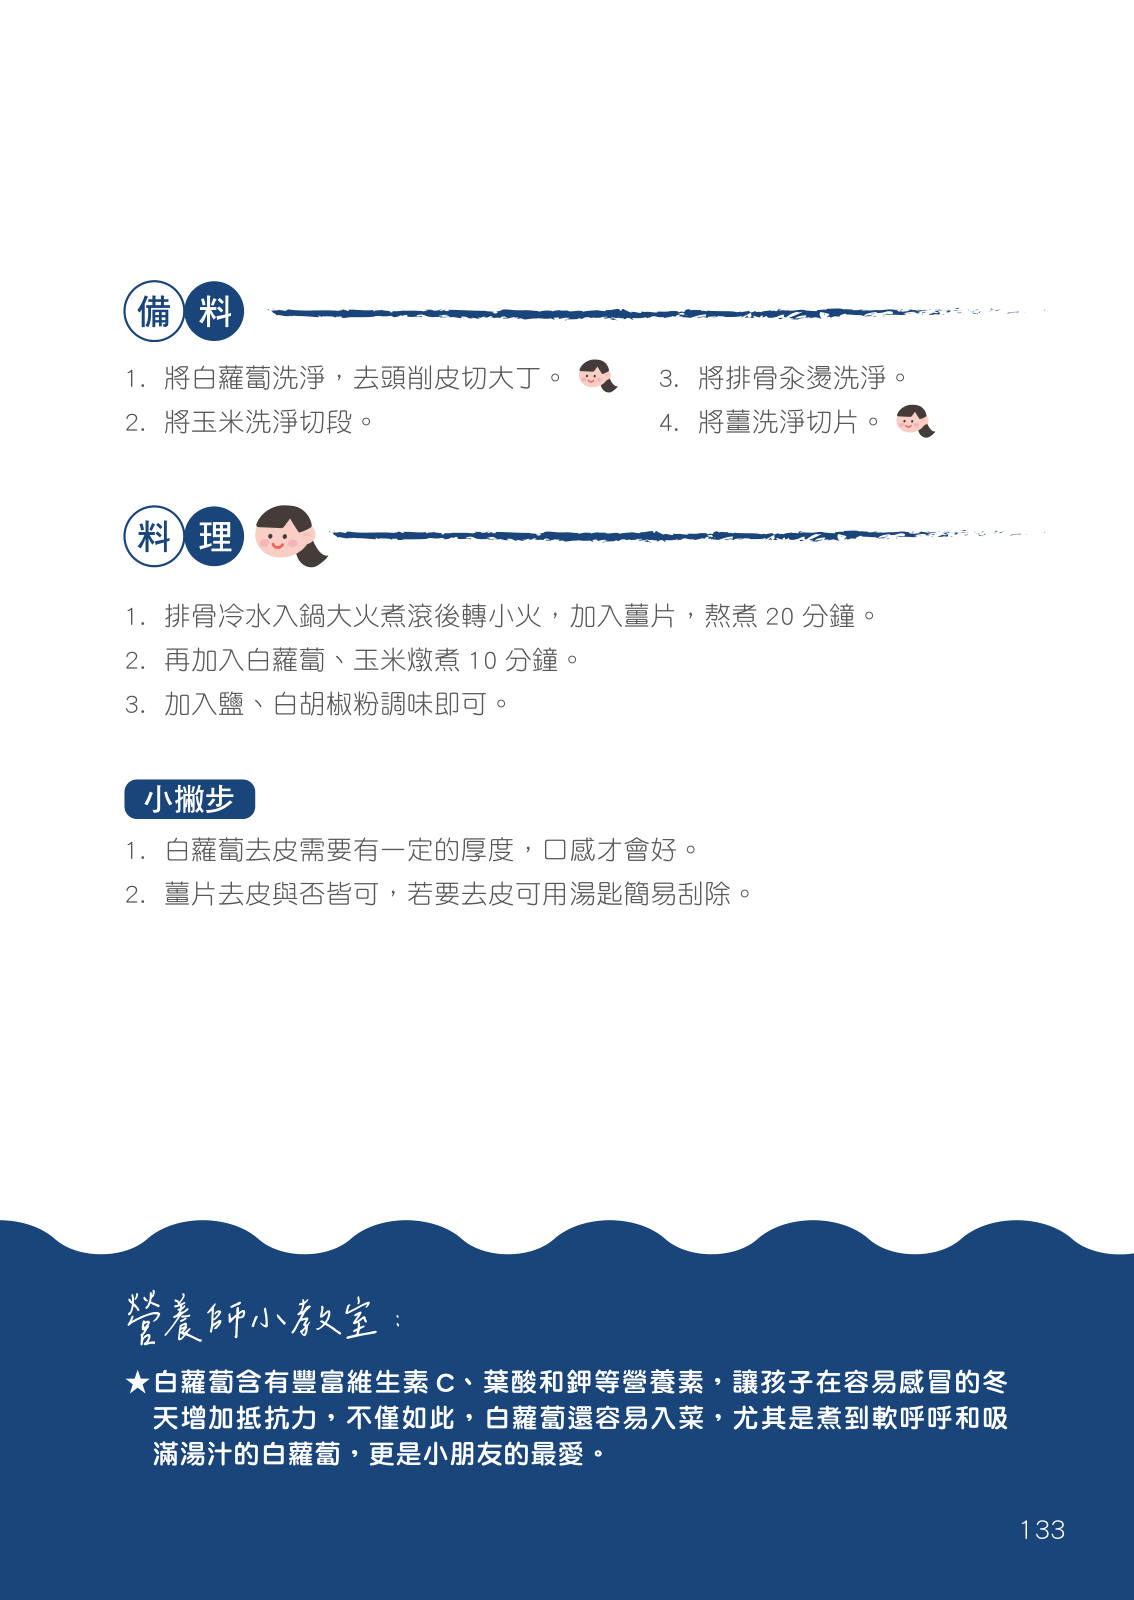 備料
1. 將白蘿蔔洗淨，去頭削皮切大丁。
2. 將玉米洗淨切段。
3. 將排骨汆燙洗淨。
4. 將薑洗淨切片。
料理
1. 排骨冷水入鍋大火煮滾後轉小火，加入薑片，熬煮 20 分鐘。
2. 再加入白蘿蔔、玉米燉煮 10 分鐘。
3. 加入鹽、白胡椒粉調味即可。
小撇步
1. 白蘿蔔去皮需要有一定的厚度，口感才會好。
2. 薑片去皮與否皆可，若要去皮可用湯匙簡易刮除。
營養師小教室：
★白蘿蔔含有豐富維生素 C、葉酸和鉀等營養素，讓孩子在容易感冒的冬
天增加抵抗力，不僅如此，白蘿蔔還容易入菜，尤其是煮到軟呼呼和吸
滿湯汁的白蘿蔔，更是小朋友的最愛。
133